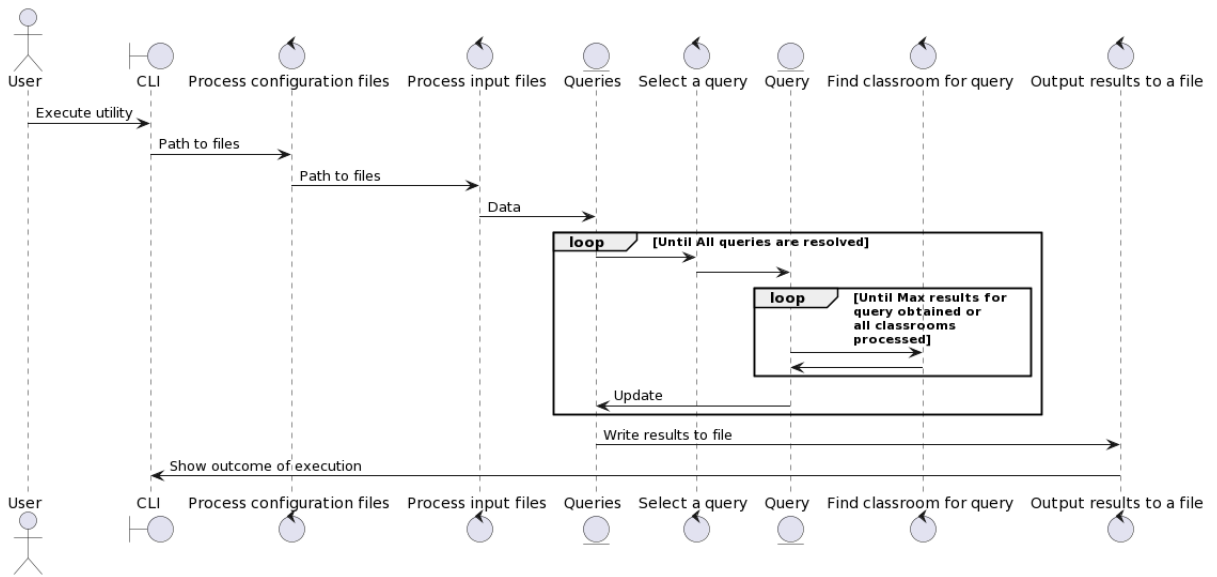 User
CLI
Process configuration files
Process input files
Queries
Select a query
Query
Find classroom for query
Output results to a file
Execute utility
Path to files
Path to files
Data
loop
[Until All queries are resolved]
loop
[Until Max results for
query obtained or
all classrooms
processed]
Update
Write results to file
Show outcome of execution
User
CLI
Process configuration files
Process input files
Queries
Select a query
Query
Find classroom for query
Output results to a file